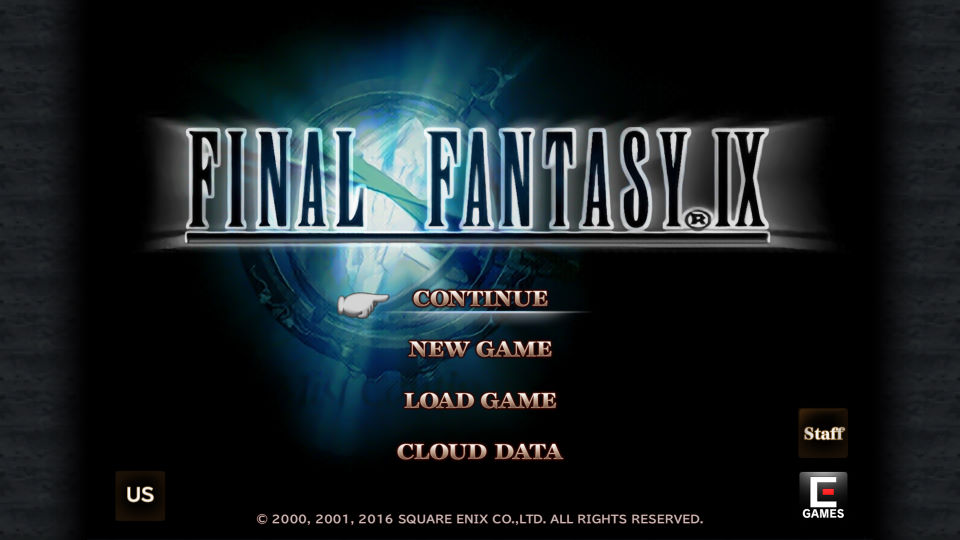 FINAL FANTASY® IX
CONTINUE
NEW GAME
LOAD GAME
CLOUD DATA
Staff
US
E
GAMES
© 2000, 2001, 2016 SQUARE ENIX CO.,LTD. ALL RIGHTS RESERVED.